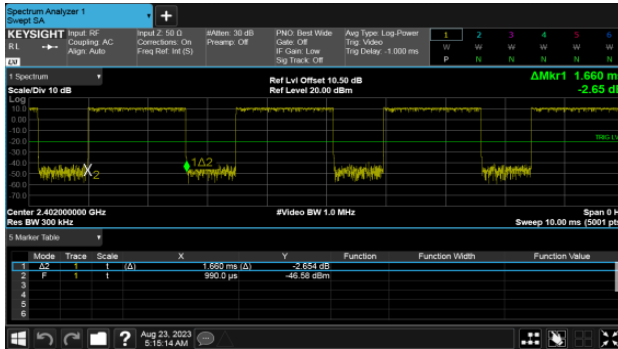 Spectrum Analyzer 1
Swept SA
+
KEYSIGHT Input: RF Input Z: 50 Ω #Atten: 30 dB PNO: Best Wide Avg Type: Log-Power 1 2 3 4 5 6
RL Coupling: AC Corrections: On Preamp: Off Gate: Off Trig: Video W W W W W W
Align: Auto Freq Ref: Int (S) IF Gain: Low Trig Delay: -1.000 ms P N N N N N
Sig Track: Off
LXI
1 Spectrum Ref Lvl Offset 10.50 dB ΔMkr1 1.660 m
Scale/Div 10 dB Ref Level 20.00 dBm -2.65 d
Log
10.0
0.00
-10.0
-20.0 TRIG LV
-30.0
-40.0 1Δ2
-50.0 X2
-60.0
-70.0
Center 2.402000000 GHz #Video BW 1.0 MHz Span 0 H
Res BW 300 kHz Sweep 10.00 ms (5001 pts
5 Marker Table
Mode Trace Scale X Y Function Function Width Function Value
1 Δ2 1 t (Δ) 1.660 ms (Δ) -2.654 dB
2 F 1 t 990.0 µs -46.58 dBm
3
4
5
6
? Aug 23, 2023
5:15:14 AM